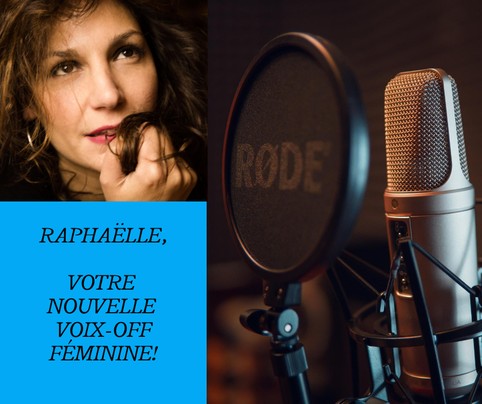 RAPHAËLLE,
VOTRE
NOUVELLE
VOIX-OFF
FÉMININE!
RØDE